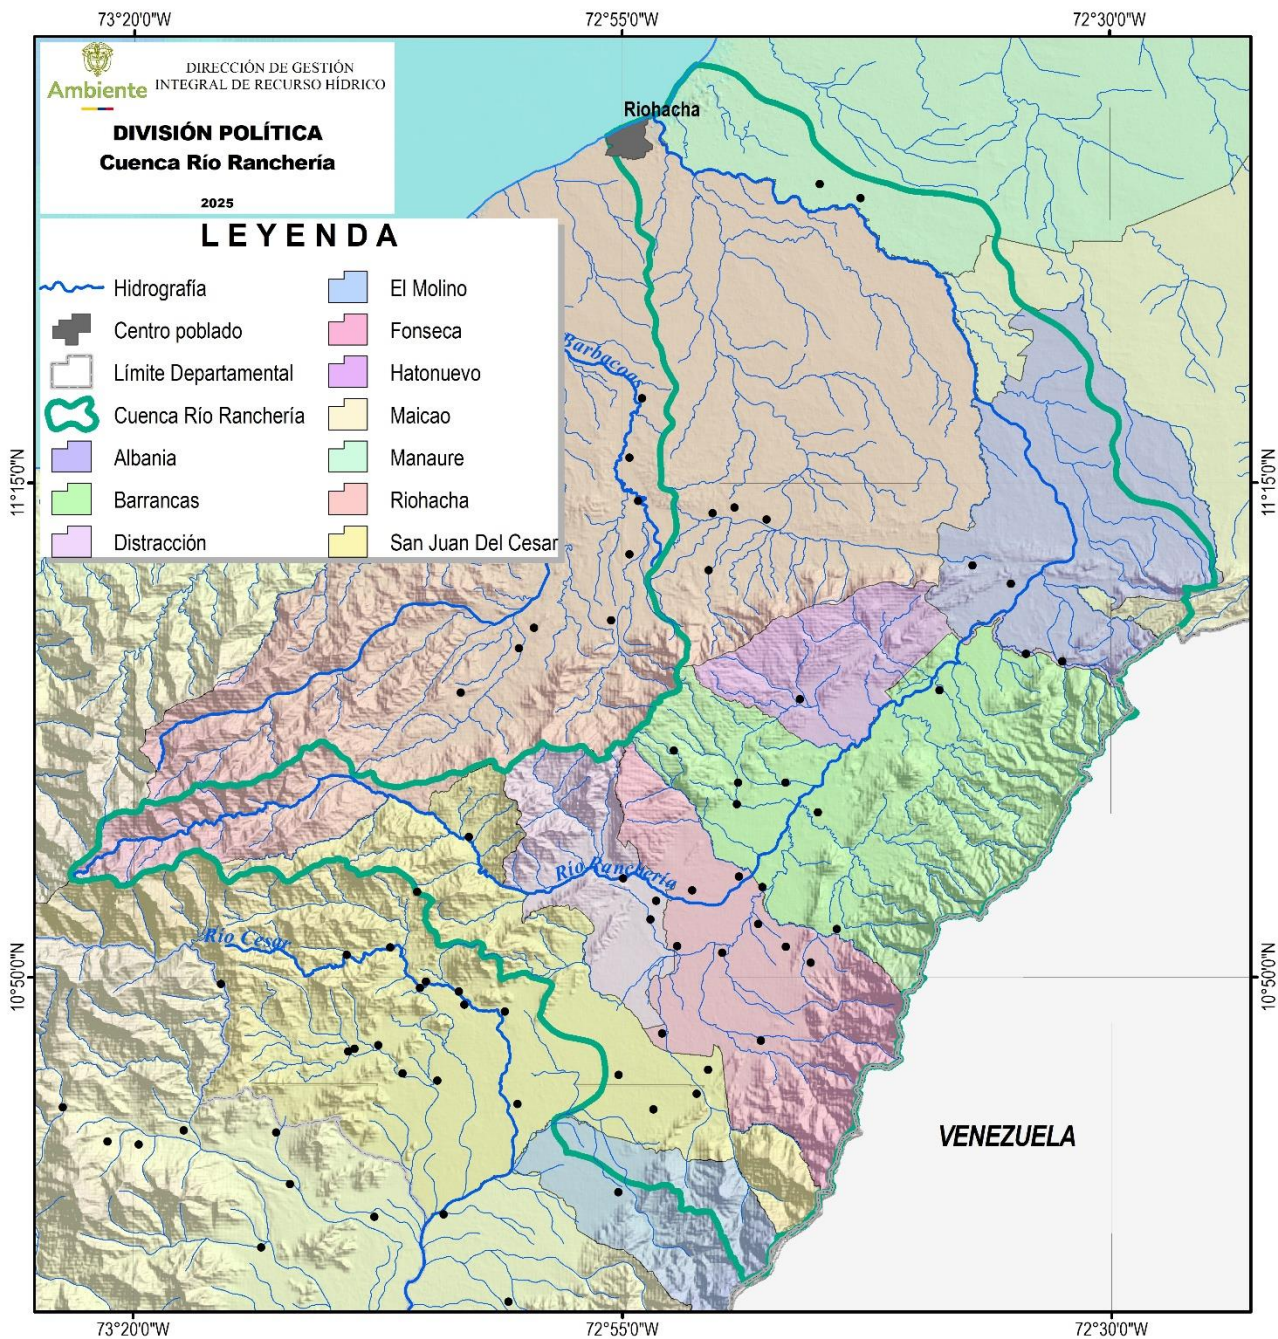 73°20'0"W
72°55'0"W
72°30'0"W
Ambiente
DIRECCIÓN DE GESTIÓN
INTEGRAL DE RECURSO HÍDRICO
DIVISIÓN POLÍTICA
Cuenca Río Ranchería
2025
LEYENDA
Hidrografía
Centro poblado
Límite Departamental
Cuenca Río Ranchería
Albania
Barrancas
Distracción
El Molino
Fonseca
Hatonuevo
Maicao
Manaure
Riohacha
San Juan Del Cesar
Riohacha
Barbacoas
11°15'0"N
11°15'0"N
Río Ranchería
Río Cesar
10°50'0"N
10°50'0"N
VENEZUELA
73°20'0"W
72°55'0"W
72°30'0"W